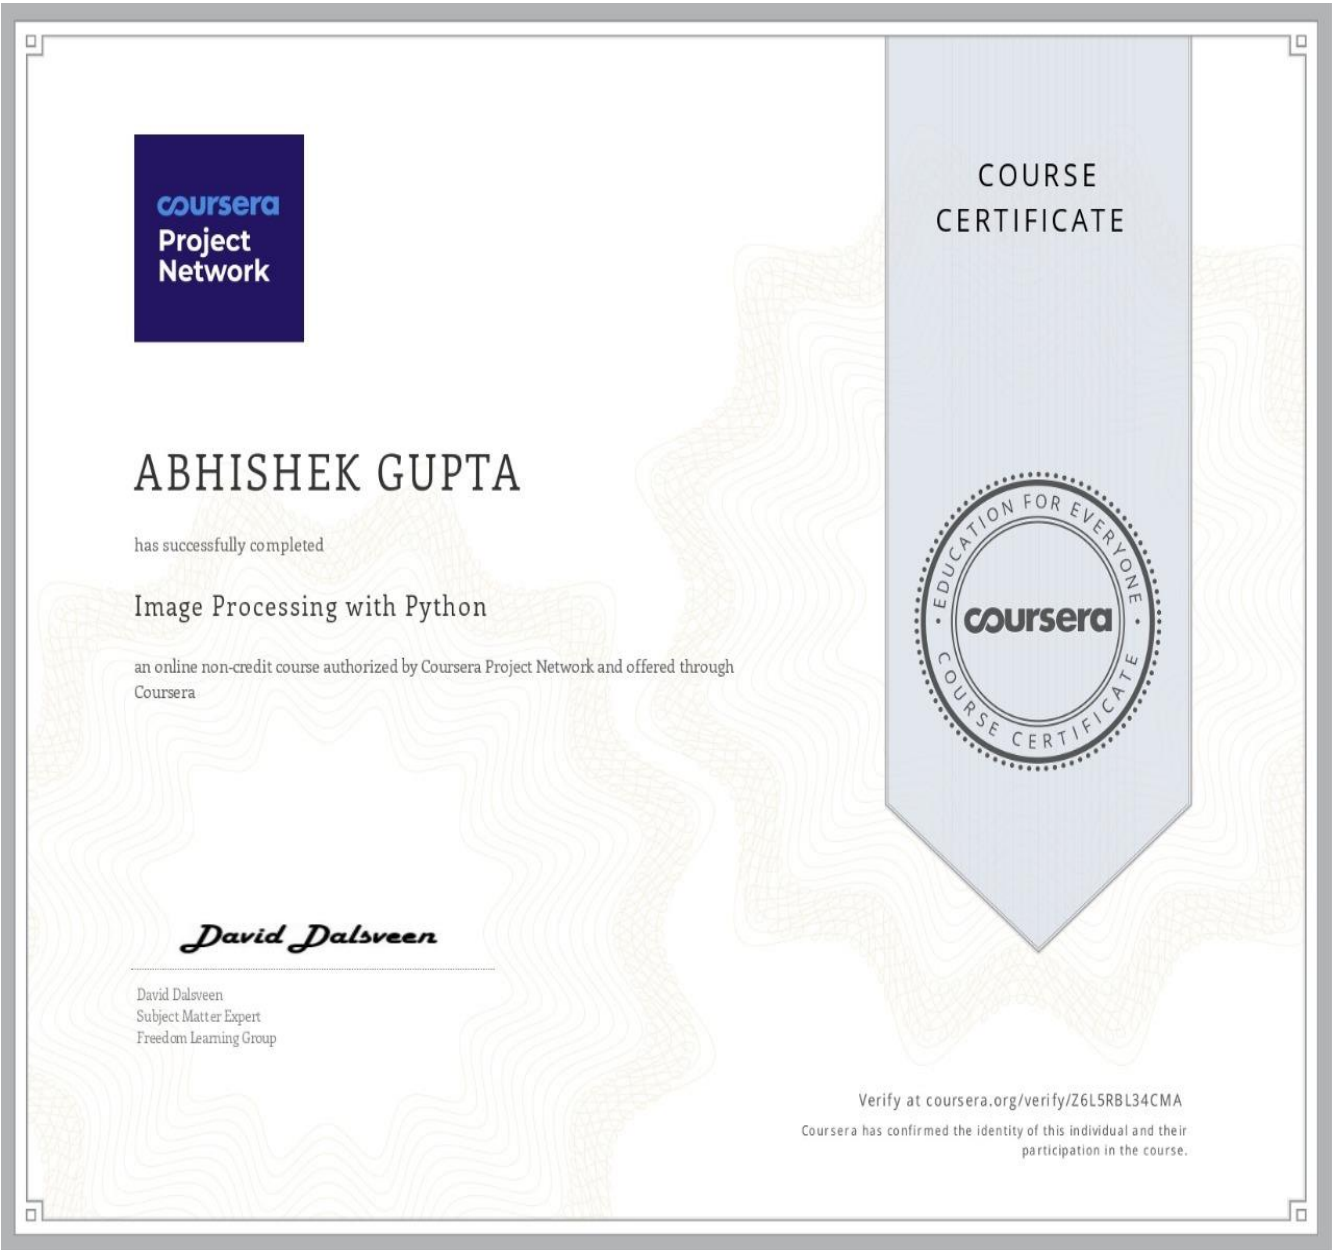 coursera
Project
Network
COURSE
CERTIFICATE
ABHISHEK GUPTA
has successfully completed
Image Processing with Python
an online non-credit course authorized by Coursera Project Network and offered through
Coursera
EDUCATION FOR EVERYONE
coursera
COURSE CERTIFICATE
David Dalsveen
David Dalsveen
Subject Matter Expert
Freedom Learning Group
Verify at coursera.org/verify/Z6L5RBL34CMA
Coursera has confirmed the identity of this individual and their
participation in the course.